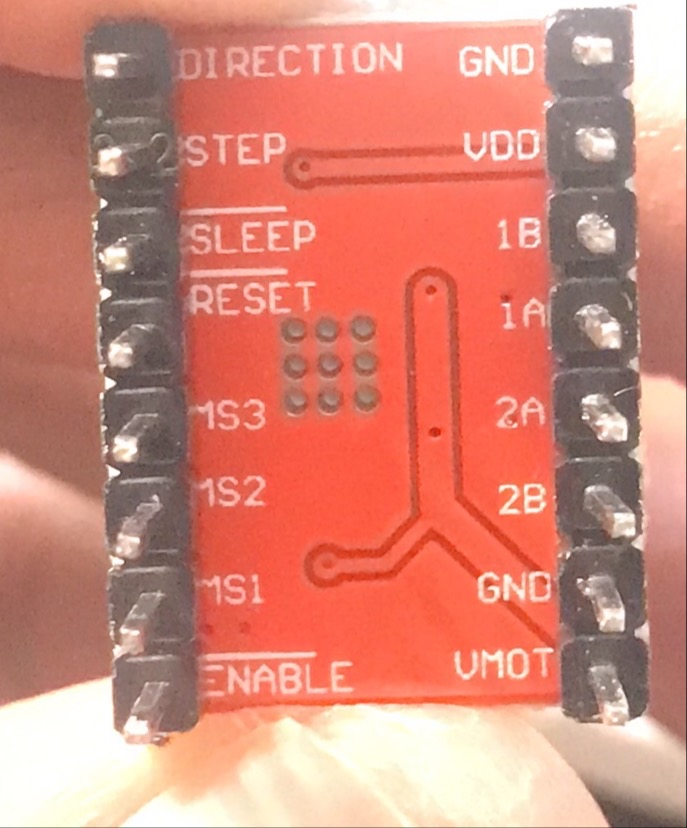 DIRECTION GND
STEP VDD
SLEEP 1B
RESET 1A
MS3 2A
MS2 2B
MS1 GND
ENABLE VMOT